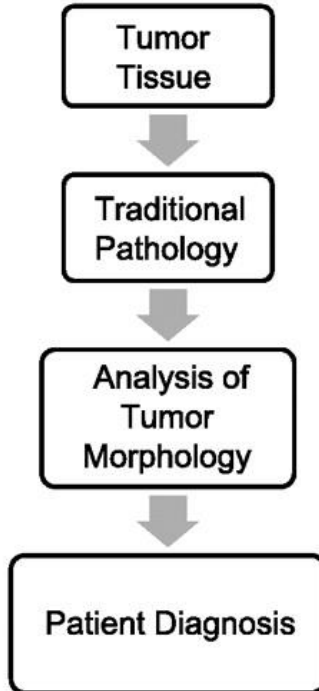 Tumor
Tissue
Traditional
Pathology
Analysis of
Tumor
Morphology
Patient Diagnosis